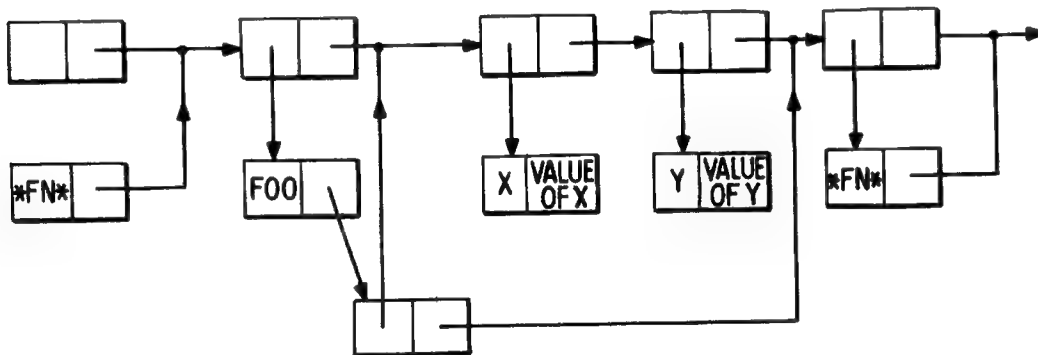 *FN*
FOO
X
VALUE
OF X
Y
VALUE
OF Y
*FN*